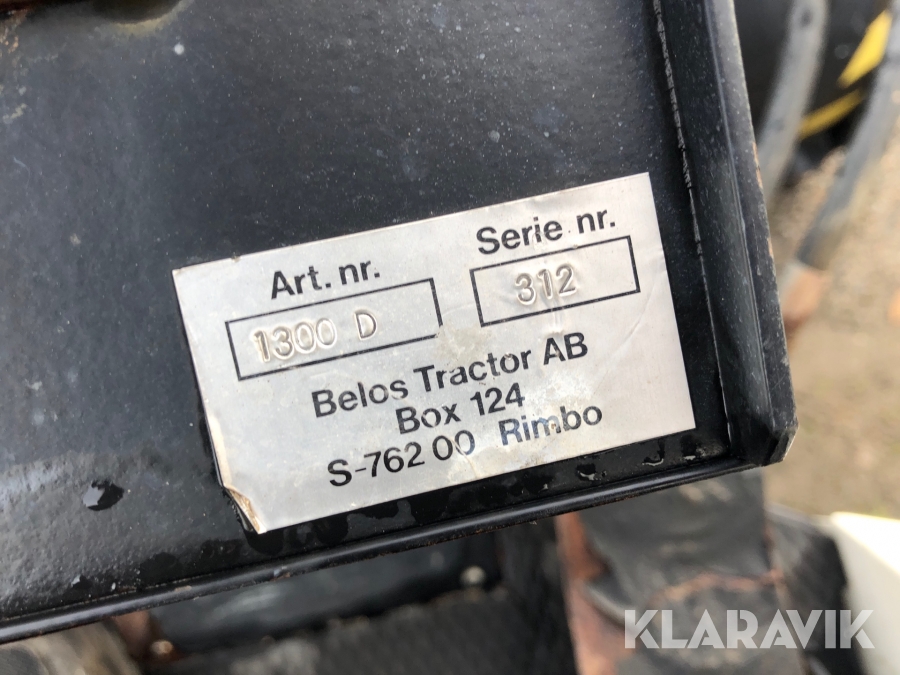 Art. nr.
Serie nr.
1300 D
312
Belos Tractor AB
Box 124
S-762 00 Rimbo
KLARAVIK